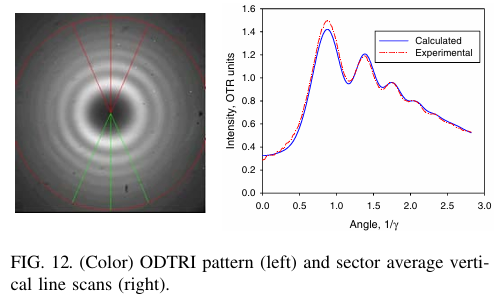 1.6
1.4
1.2
1.0
0.8
0.6
0.4
0.2
0.0
Intensity, OTR units
Calculated
Experimental
0.0 0.5 1.0 1.5 2.0 2.5 3.0
Angle, 1/γ
FIG. 12. (Color) ODTRI pattern (left) and sector average verti-
cal line scans (right).